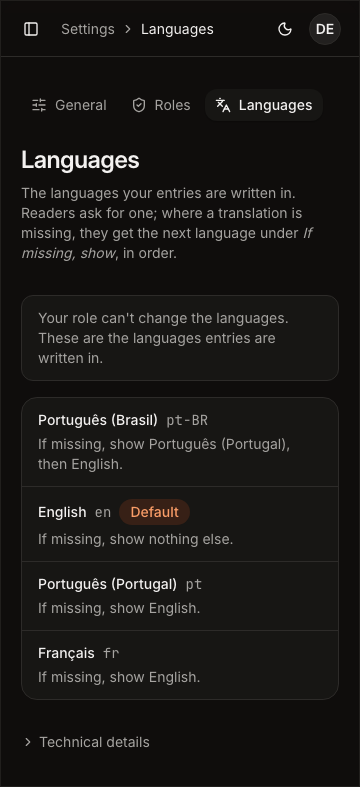 Settings > Languages
DE
General
Roles
Languages
Languages
The languages your entries are written in.
Readers ask for one; where a translation is
missing, they get the next language under If
missing, show, in order.
Your role can't change the languages.
These are the languages entries are
written in.
Português (Brasil) pt-BR
If missing, show Português (Portugal),
then English.
English en Default
If missing, show nothing else.
Português (Portugal) pt
If missing, show English.
Français fr
If missing, show English.
Technical details